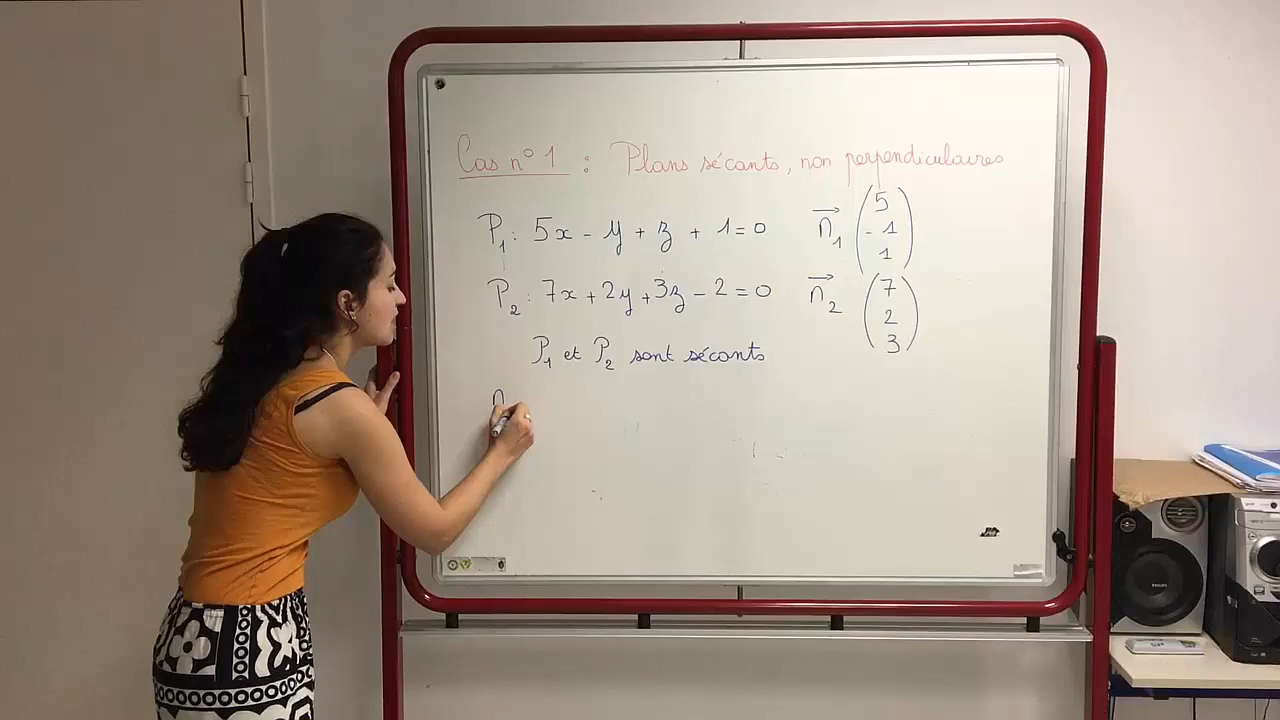 Cas n° 1 : Plans sécants, non perpendiculaires
P₁ : 5x - y + z + 1 = 0 n₁→ (5 -1 1)
P₂ : 7x + 2y + 3z - 2 = 0 n₂→ (7 2 3)
P₁ et P₂ sont sécants
n
PHILIPS